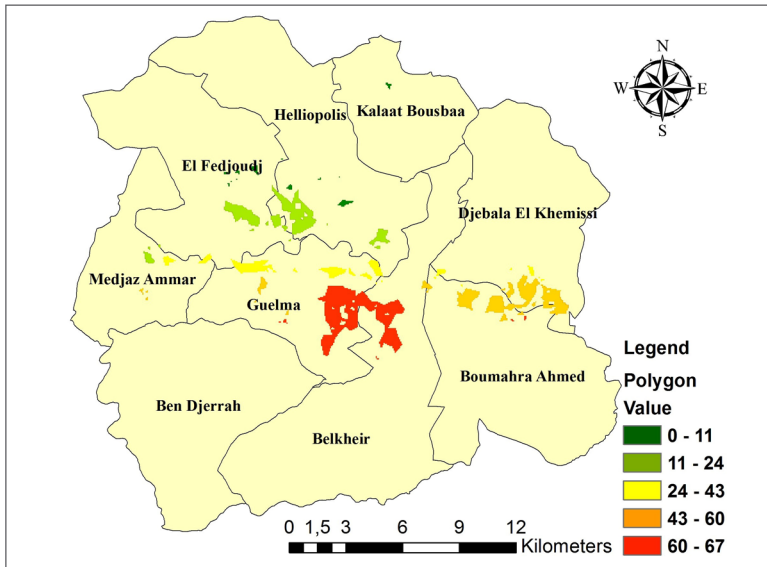 N
W E
S
Kalaat Bousbaa
Helliopolis
El Fedjoudj
Djebala El Khemissi
Medjaz Ammar
Guelma
Boumahra Ahmed
Ben Djerrah
Belkheir
Legend
Polygon
Value
0 - 11
11 - 24
24 - 43
43 - 60
60 - 67
0 1,5 3 6 9 12
Kilometers